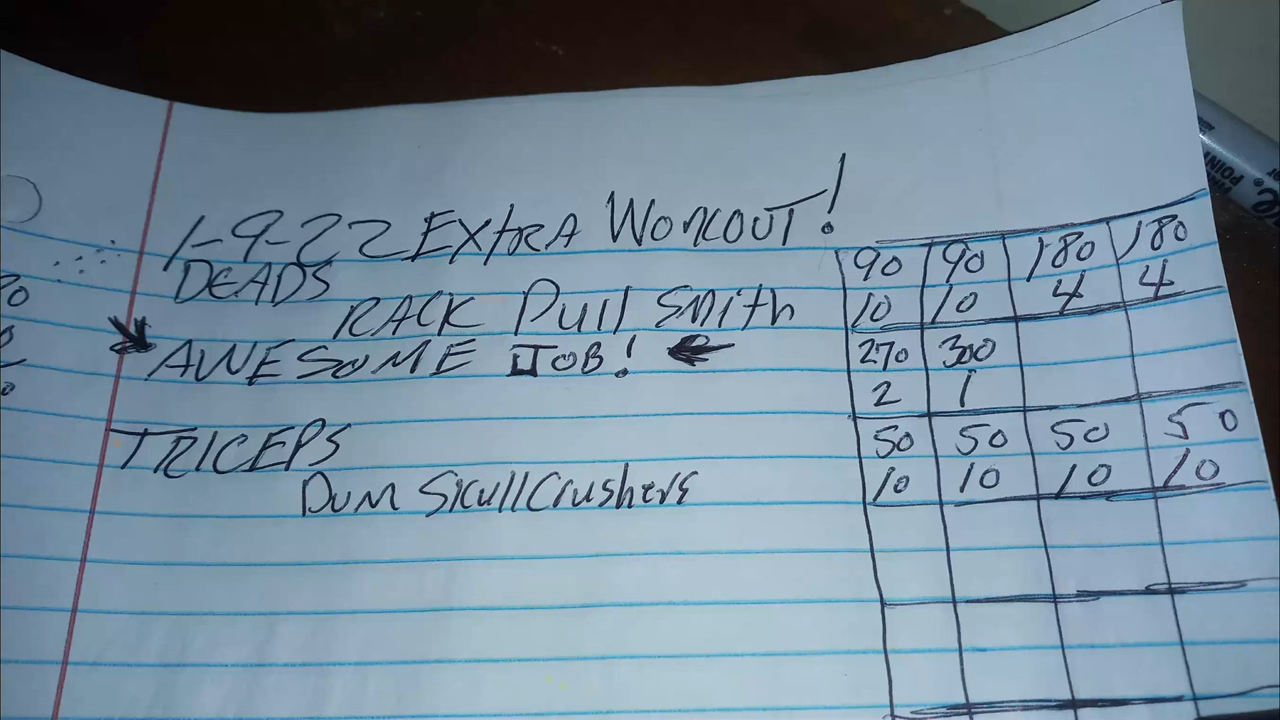 1-9-22 EXTRA WORKOUT!
DEADS
RACK Pull Smith
AWESOME JOB!
90 90 180 180
10 10 4 4
270 300
2 1
TRICEPS
50 50 50 50
DUM SkullCrushers
10 10 10 10
POINT